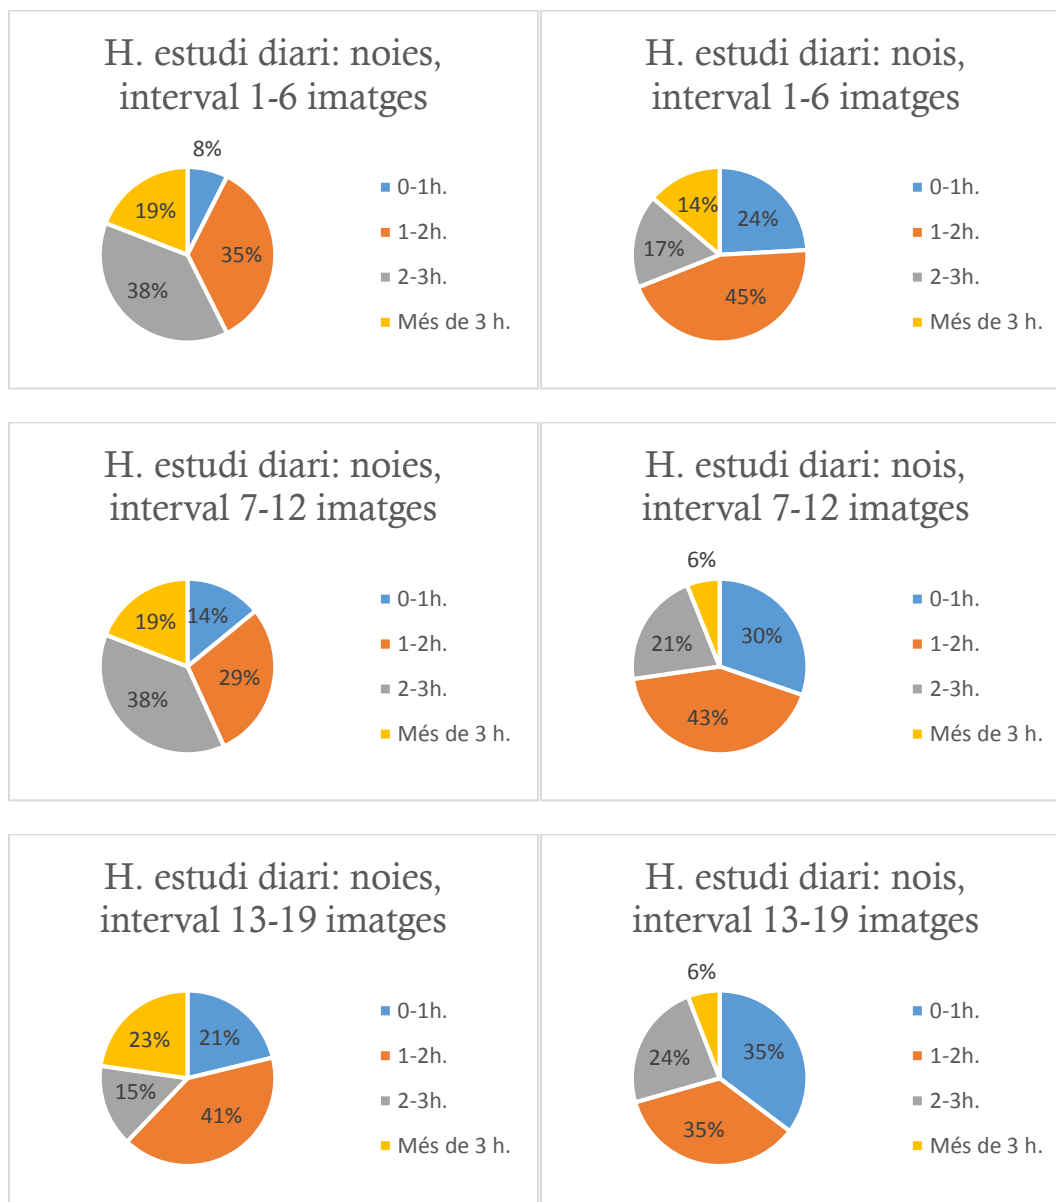 H. estudi diari: noies,
interval 1-6 imatges
8%
19%
35%
38%
0-1h.
1-2h.
2-3h.
Més de 3 h.
H. estudi diari: nois,
interval 1-6 imatges
14%
24%
17%
45%
0-1h.
1-2h.
2-3h.
Més de 3 h.
H. estudi diari: noies,
interval 7-12 imatges
19%
14%
29%
38%
0-1h.
1-2h.
2-3h.
Més de 3 h.
H. estudi diari: nois,
interval 7-12 imatges
6%
30%
21%
43%
0-1h.
1-2h.
2-3h.
Més de 3 h.
H. estudi diari: noies,
interval 13-19 imatges
23%
21%
15%
41%
0-1h.
1-2h.
2-3h.
Més de 3 h.
H. estudi diari: nois,
interval 13-19 imatges
6%
35%
24%
35%
0-1h.
1-2h.
2-3h.
Més de 3 h.